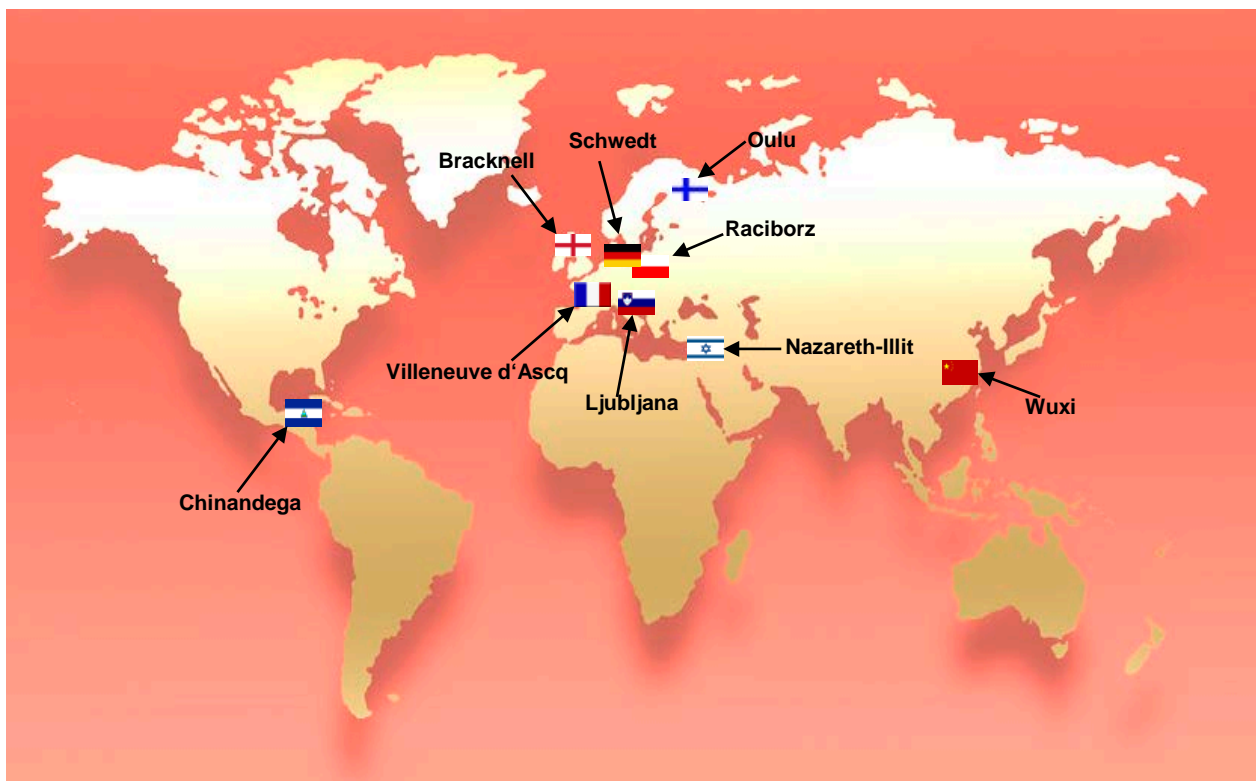 Schwedt
Oulu
Bracknell
Raciborz
Nazareth-Illit
Villeneuve d‘Ascq
Ljubljana
Wuxi
Chinandega